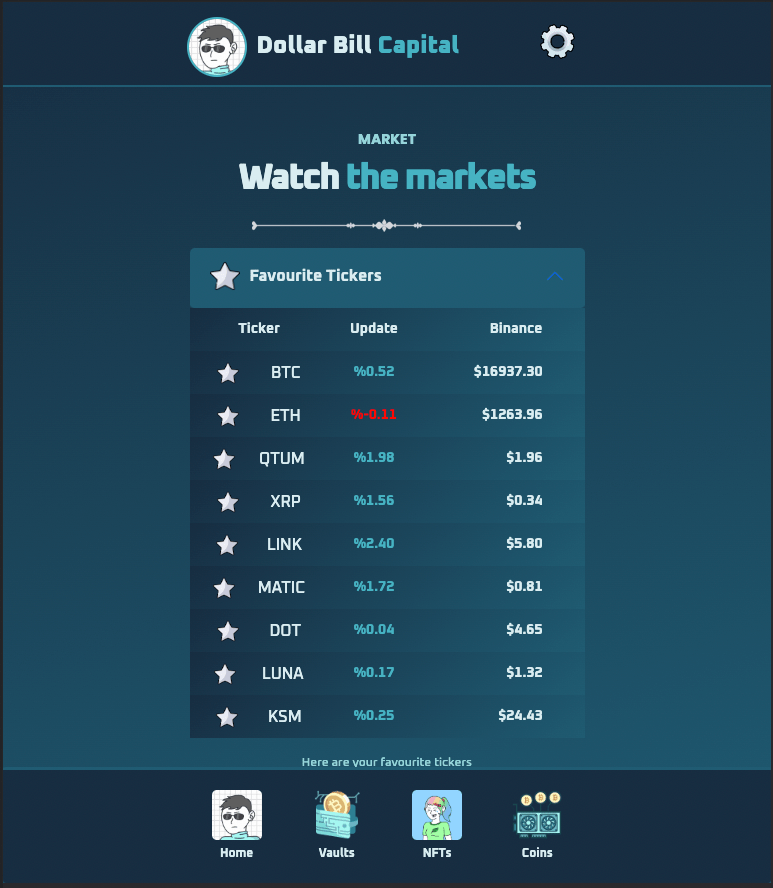 Dollar Bill Capital
MARKET
Watch the markets
Favourite Tickers
Ticker Update Binance
BTC %0.52 $16937.30
ETH %-0.11 $1263.96
QTUM %1.98 $1.96
XRP %1.56 $0.34
LINK %2.40 $5.80
MATIC %1.72 $0.81
DOT %0.04 $4.65
LUNA %0.17 $1.32
KSM %0.25 $24.43
Here are your favourite tickers
Home Vaults NFTs Coins